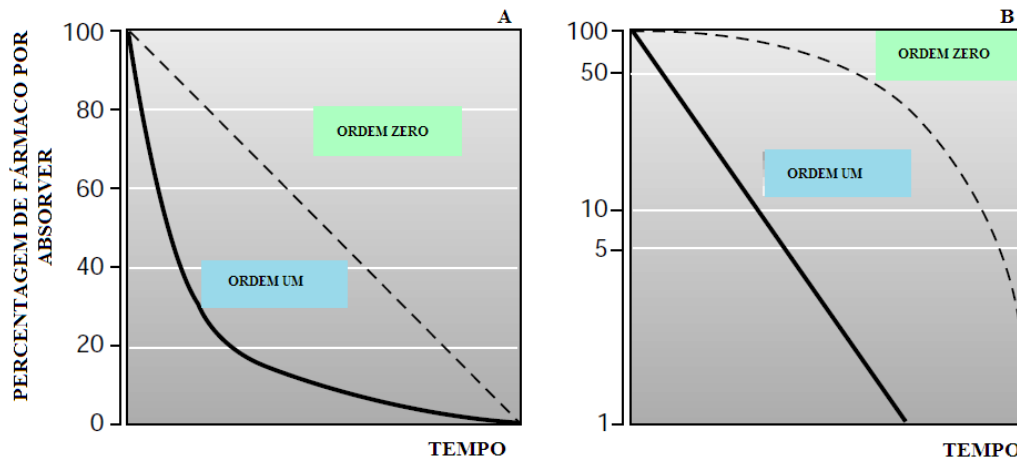 A
PERCENTAGEM DE FÁRMACO POR
ABSORVER
100
80
60
40
20
0
ORDEM ZERO
ORDEM UM
TEMPO
B
100
50
10
5
1
ORDEM ZERO
ORDEM UM
TEMPO